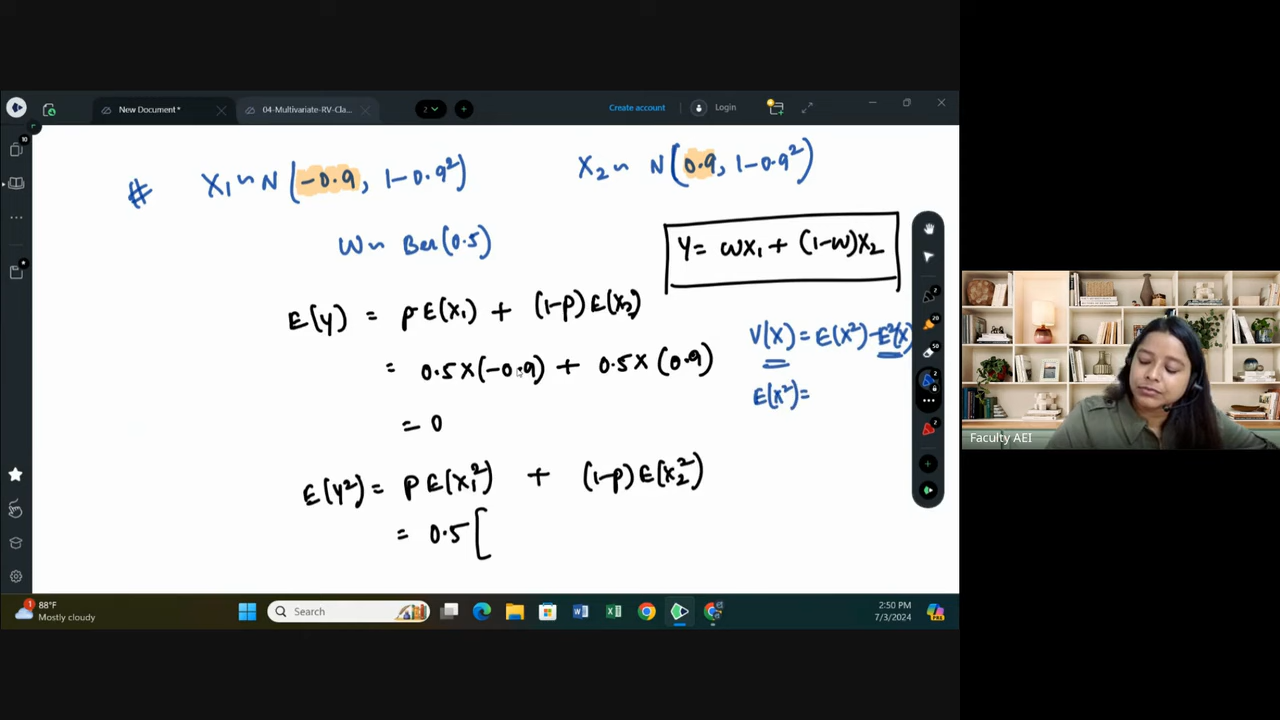 New Document*
04-Multivariate-RV-Cla...
2
Create account
Login
# X₁ ~ N(-0.9, 1-0.9²)
X₂ ~ N(0.9, 1-0.9²)
W ~ Ber(0.5)
Y = WX₁ + (1-W)X₂
E(Y) = P E(X₁) + (1-P) E(X₂)
V(X) = E(X²) - E²(X)
= 0.5 X (-0.9) + 0.5 X (0.9)
E(X²) =
= 0
E(Y²) = P E(X₁²) + (1-P) E(X₂²)
= 0.5 [
Faculty AEI
88°F
Mostly cloudy
Search
2:50 PM
7/3/2024